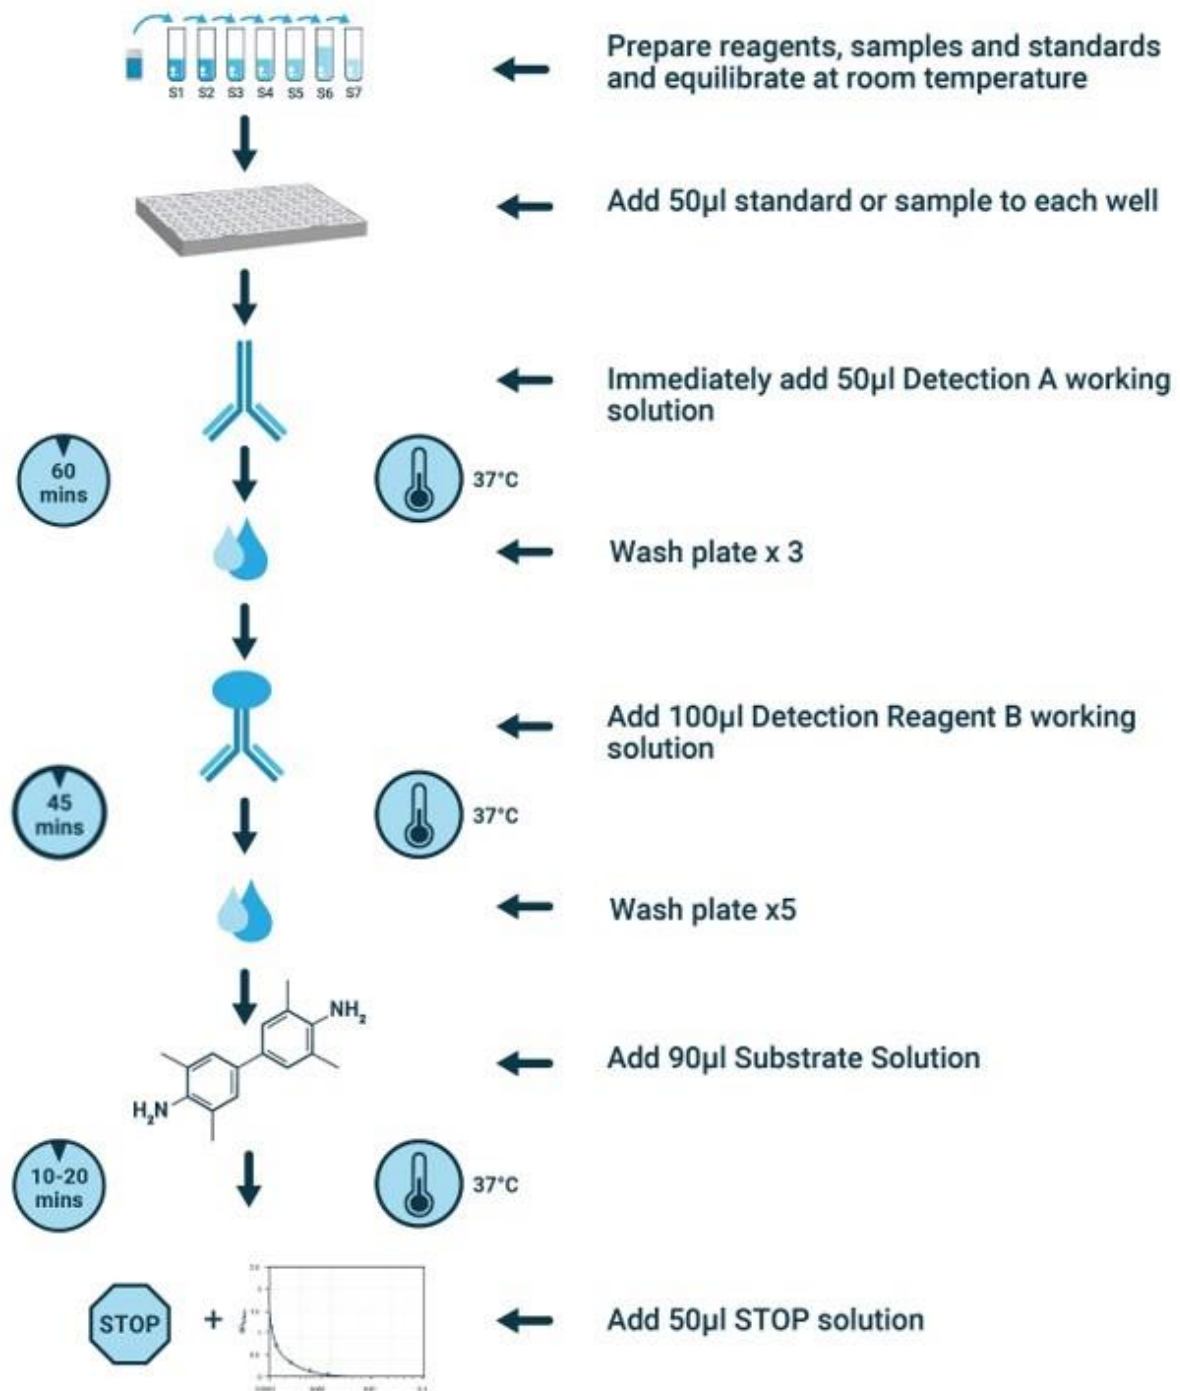 S1 S2 S3 S4 S5 S6 S7
Prepare reagents, samples and standards
and equilibrate at room temperature
Add 50µl standard or sample to each well
Immediately add 50µl Detection A working
solution
60
mins
37°C
Wash plate x 3
Add 100µl Detection Reagent B working
solution
45
mins
37°C
Wash plate x5
NH₂
H₂N
Add 90µl Substrate Solution
10-20
mins
37°C
STOP
+
Add 50µl STOP solution